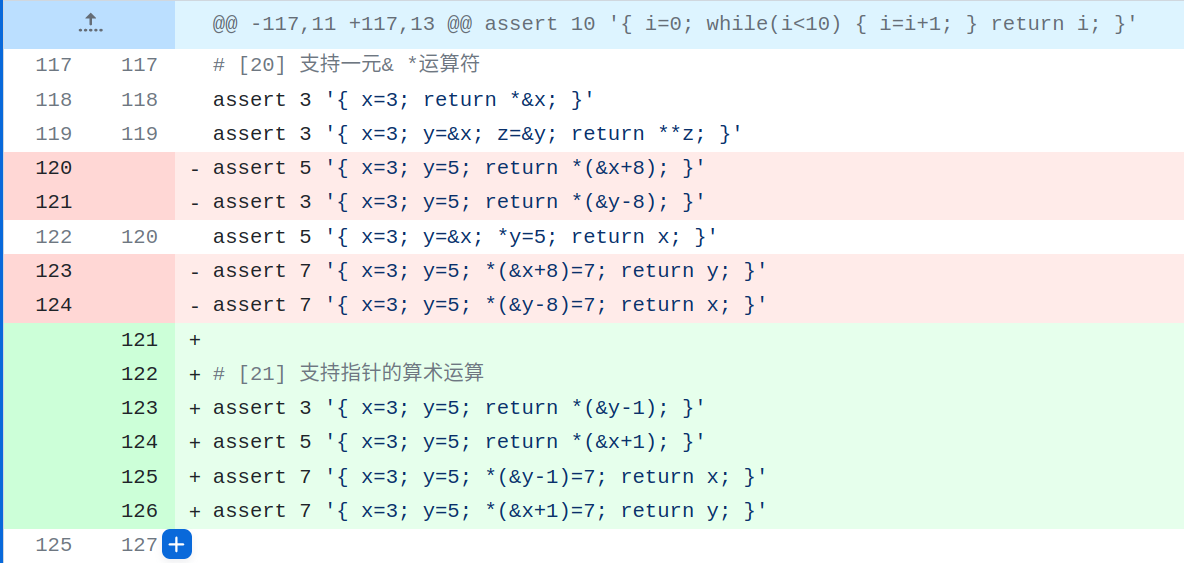 @@ -117,11 +117,13 @@ assert 10 '{ i=0; while(i<10) { i=i+1; } return i; }'
117 117 # [20] 支持一元& *运算符
118 118 assert 3 '{ x=3; return *&x; }'
119 119 assert 3 '{ x=3; y=&x; z=&y; return **z; }'
120 - assert 5 '{ x=3; y=5; return *(&x+8); }'
121 - assert 3 '{ x=3; y=5; return *(&y-8); }'
122 120 assert 5 '{ x=3; y=&x; *y=5; return x; }'
123 - assert 7 '{ x=3; y=5; *(&x+8)=7; return y; }'
124 - assert 7 '{ x=3; y=5; *(&y-8)=7; return x; }'
121 +
122 + # [21] 支持指针的算术运算
123 + assert 3 '{ x=3; y=5; return *(&y-1); }'
124 + assert 5 '{ x=3; y=5; return *(&x+1); }'
125 + assert 7 '{ x=3; y=5; *(&y-1)=7; return x; }'
126 + assert 7 '{ x=3; y=5; *(&x+1)=7; return y; }'
125 127 +